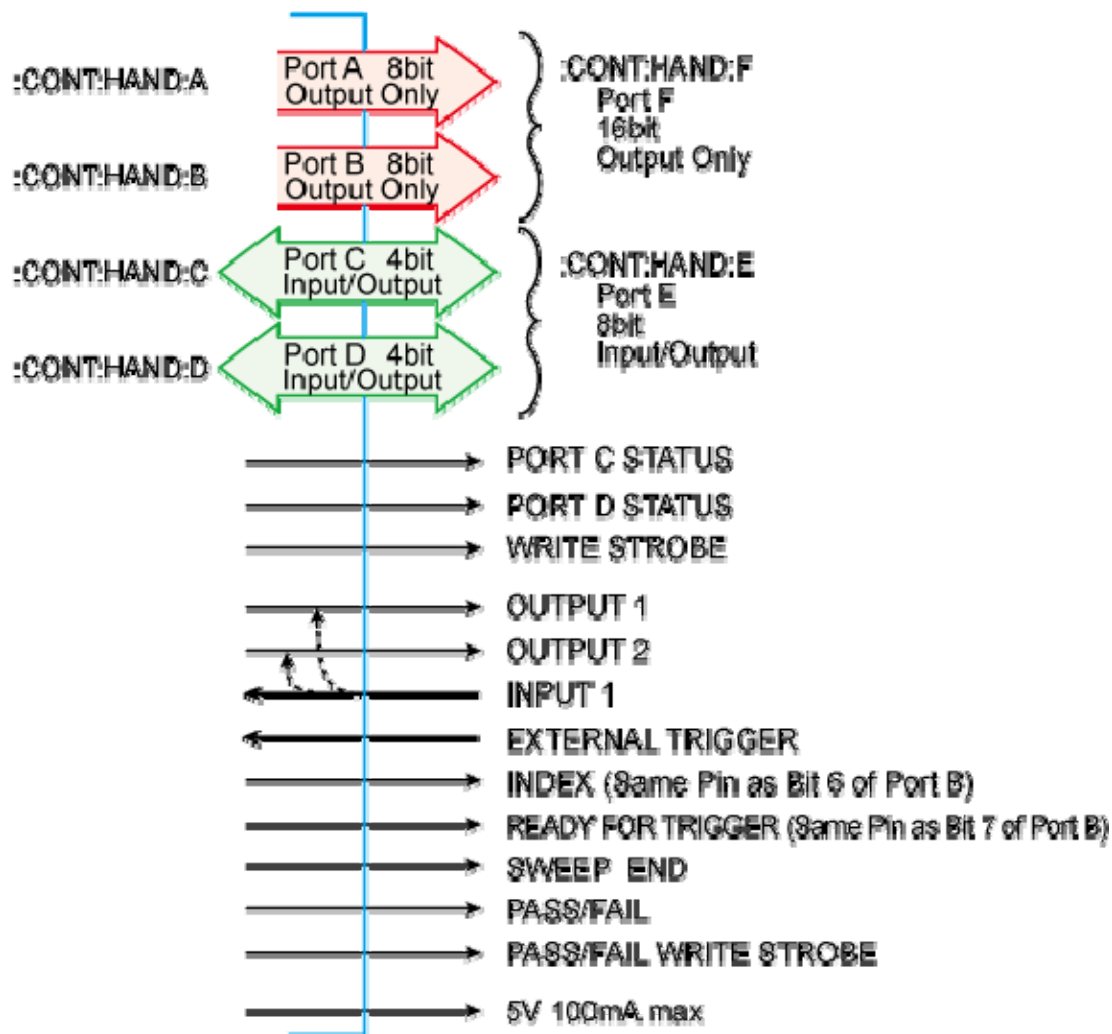 :CONT:HAND:A
Port A 8bit
Output Only
:CONT:HAND:F
Port F
16bit
Output Only
:CONT:HAND:B
Port B 8bit
Output Only
:CONT:HAND:C
Port C 4bit
Input/Output
:CONT:HAND:E
Port E
8bit
Input/Output
:CONT:HAND:D
Port D 4bit
Input/Output
PORT C STATUS
PORT D STATUS
WRITE STROBE
OUTPUT 1
OUTPUT 2
INPUT 1
EXTERNAL TRIGGER
INDEX (Same Pin as Bit 6 of Port B)
READY FOR TRIGGER (Same Pin as Bit 7 of Port B)
SWEEP END
PASS/FAIL
PASS/FAIL WRITE STROBE
5V 100mA max